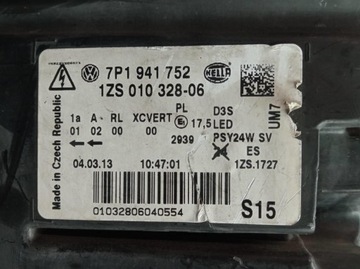 7P1 941 752
HELLA
1ZS 010 328-06
Made in Czech Republic
PL
D3S
1a A- RL XCVERT E 17,5 LED
01 02 00 00 2939 PSY24W SV
ES
04.03.13 10:47:01 1ZS.1727
UM7
01032806040554
S15